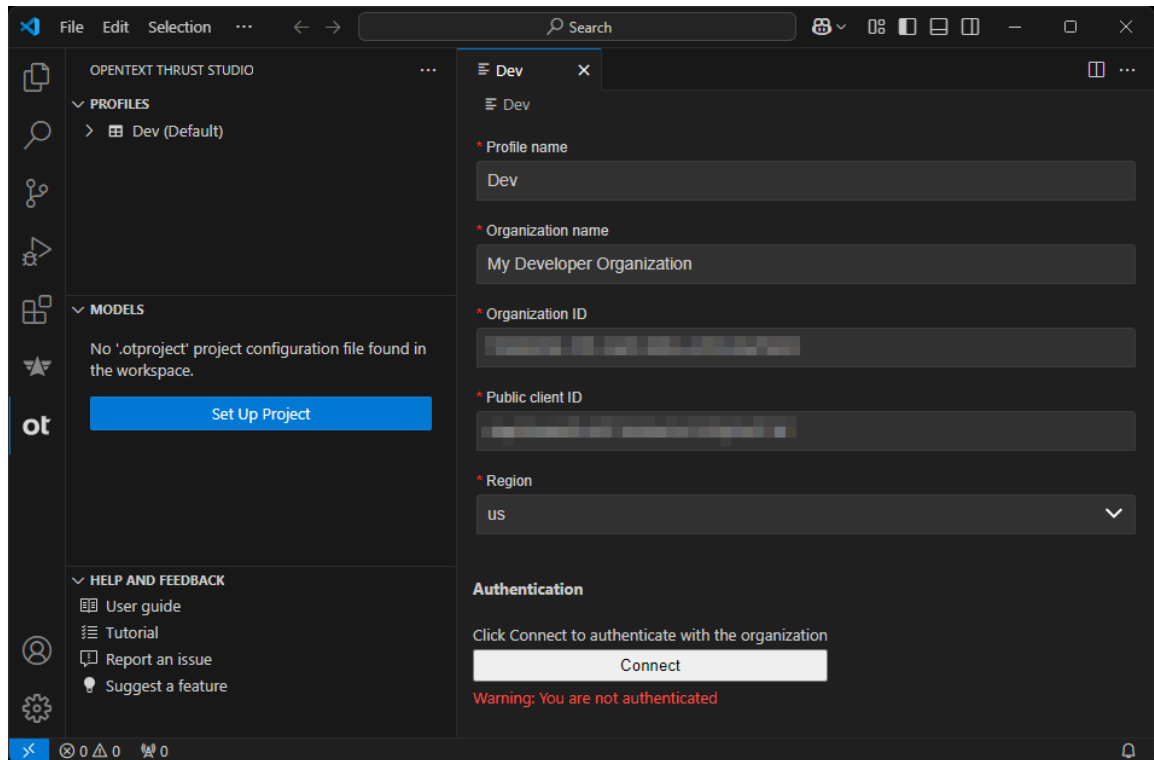 File Edit Selection ··· Search
OPENTEXT THRUST STUDIO ···
PROFILES
Dev (Default)
MODELS
No '.otproject' project configuration file found in
the workspace.
Set Up Project
HELP AND FEEDBACK
User guide
Tutorial
Report an issue
Suggest a feature
ot
Dev
Dev
* Profile name
Dev
* Organization name
My Developer Organization
* Organization ID
* Public client ID
* Region
us
Authentication
Click Connect to authenticate with the organization
Connect
Warning: You are not authenticated
0 0 0